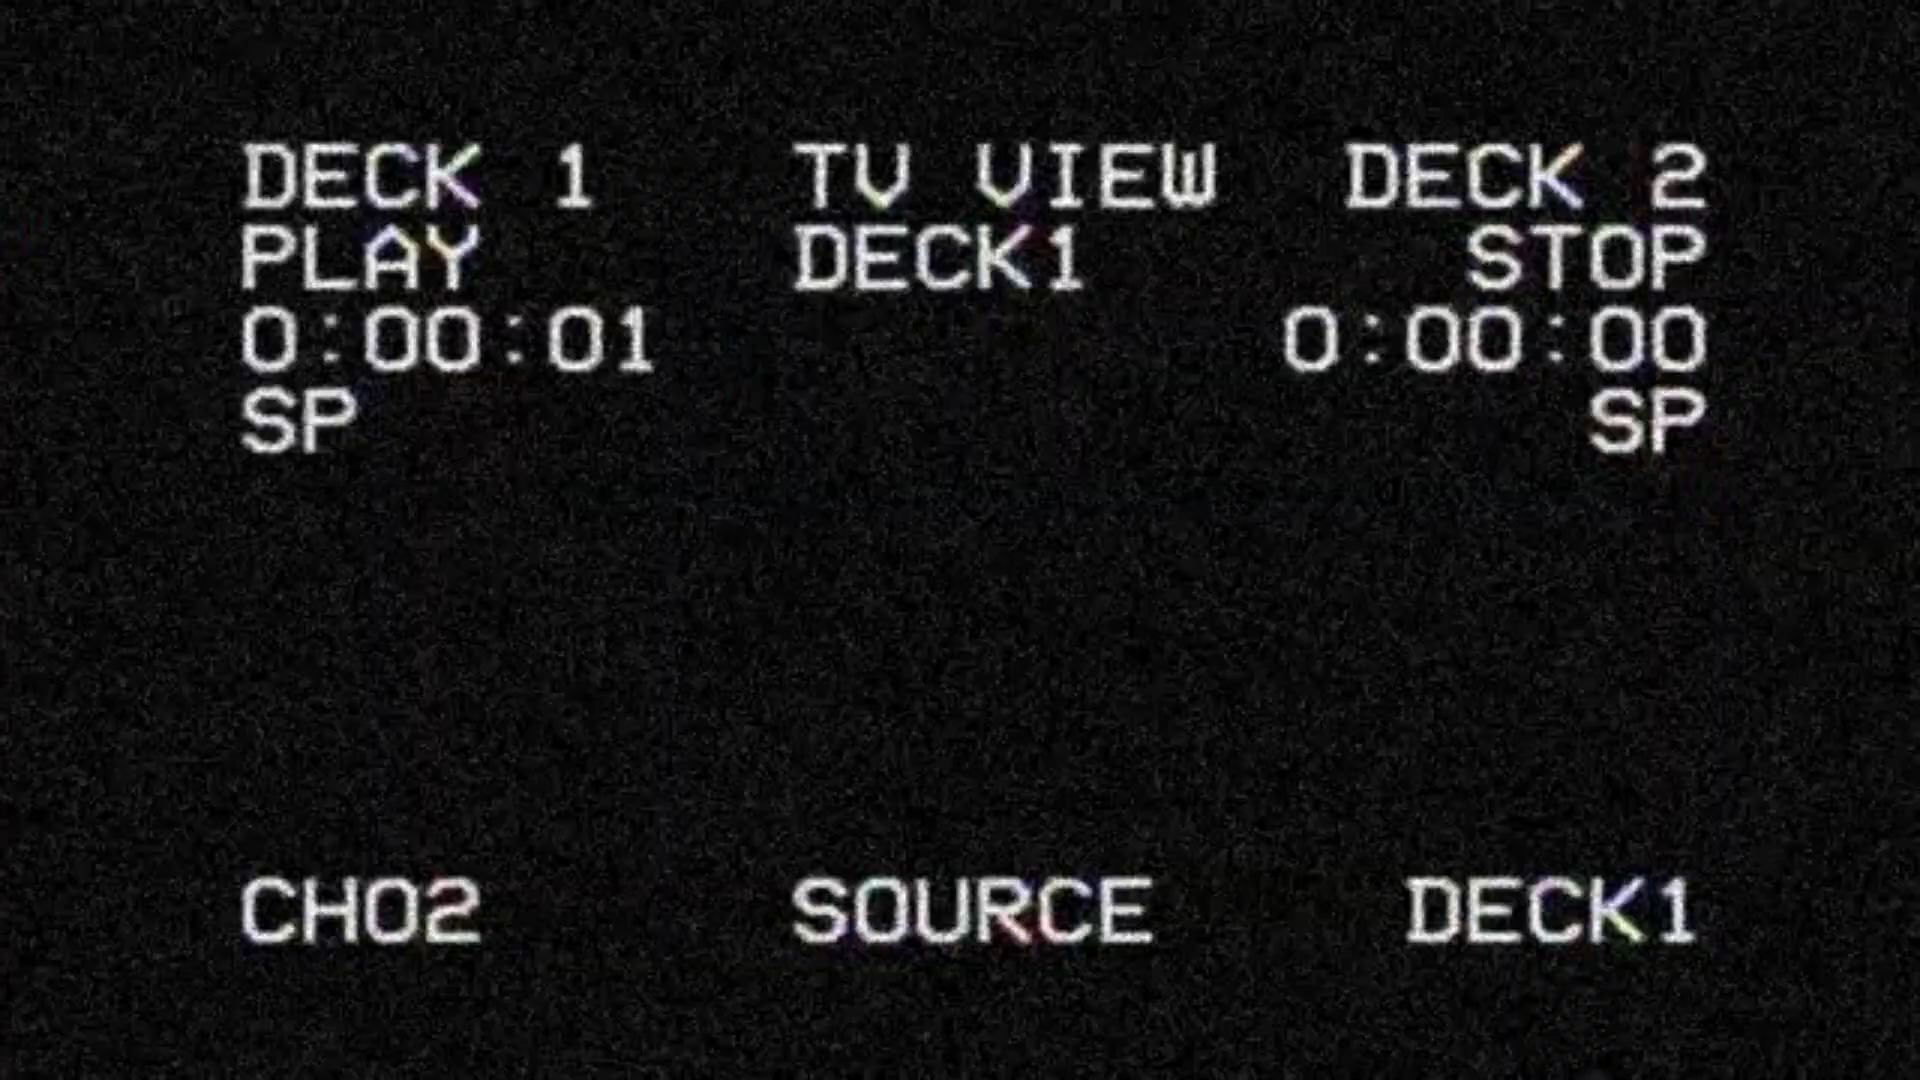 DECK 1 TV VIEW DECK 2
PLAY DECK1 STOP
0:00:01 0:00:00
SP SP
CH02 SOURCE DECK1